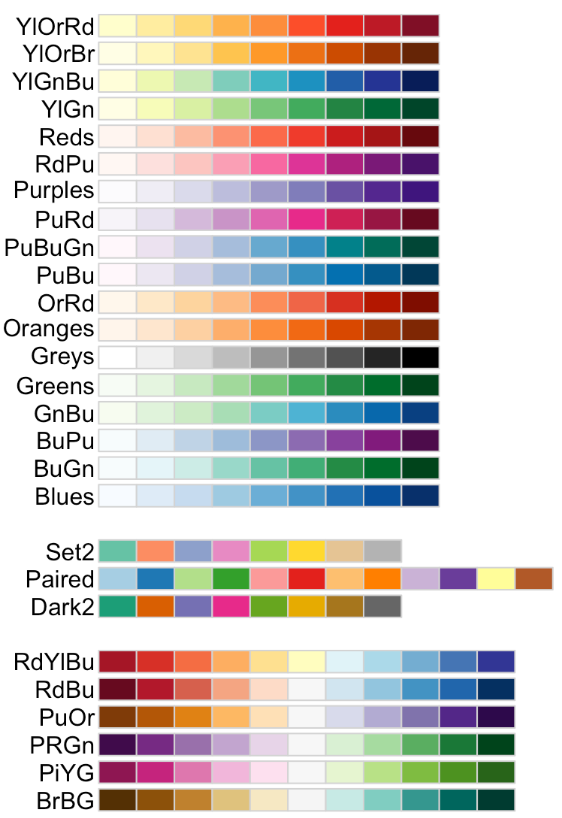 YlOrRd
YlOrBr
YlGnBu
YlGn
Reds
RdPu
Purples
PuRd
PuBuGn
PuBu
OrRd
Oranges
Greys
Greens
GnBu
BuPu
BuGn
Blues
Set2
Paired
Dark2
RdYlBu
RdBu
PuOr
PRGn
PiYG
BrBG